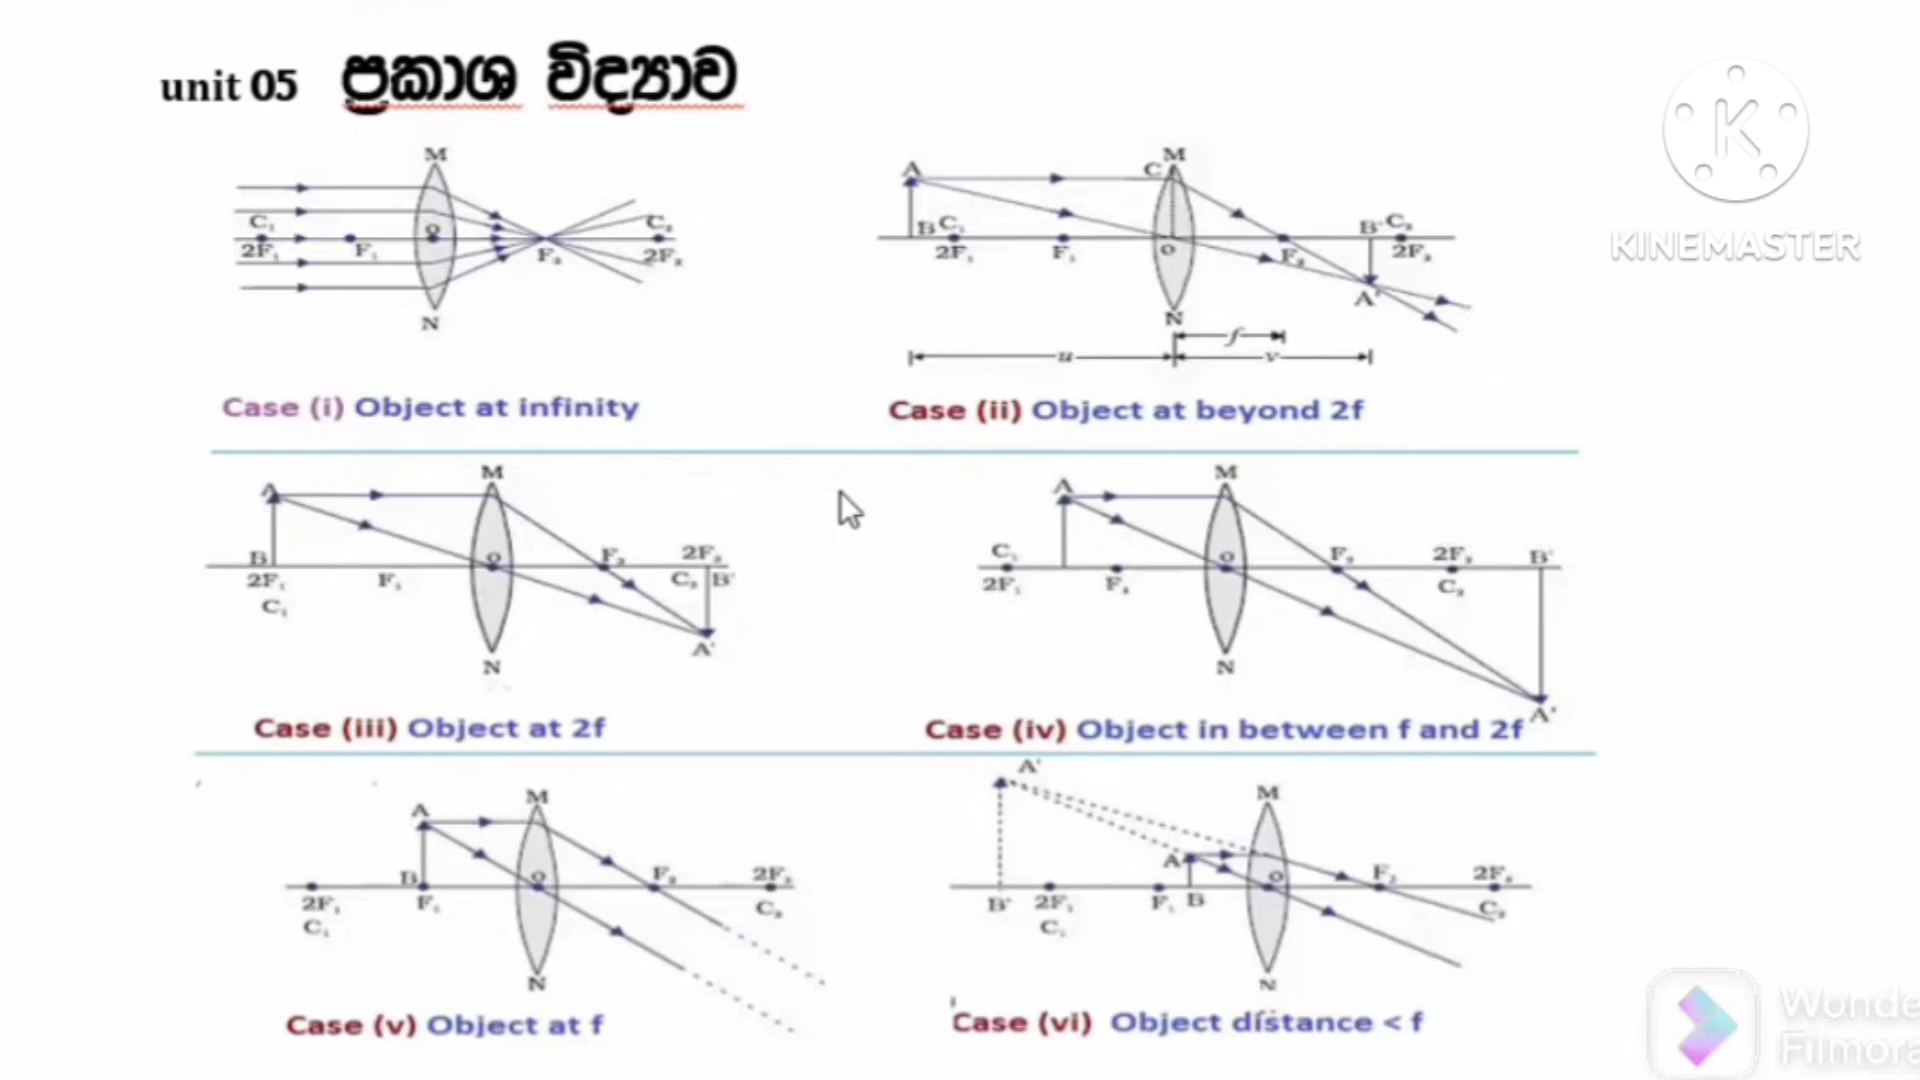 unit 05 ප්‍රකාශ විද්‍යාව
KINEMASTER
M
C₁ O C₂
2F₁ F₁ F₂ 2F₂
N
Case (i) Object at infinity
A C M
B C₁ B' C₂
2F₁ F₁ O F₂ 2F₂
A'
N
f
u v
Case (ii) Object at beyond 2f
A M
B O F₂ 2F₂
2F₁ F₁ C₂ B'
C₁
A'
N
Case (iii) Object at 2f
A M
C₁ O F₂ 2F₂ B'
2F₁ F₁ C₂
N
A'
Case (iv) Object in between f and 2f
A M
B O F₂ 2F₂
2F₁ F₁ C₂
C₁
N
Case (v) Object at f
A'
M
A O F₂ 2F₂
B' 2F₁ F₁ B C₂
C₁
N
Case (vi) Object distance < f
Wonde
Filmora